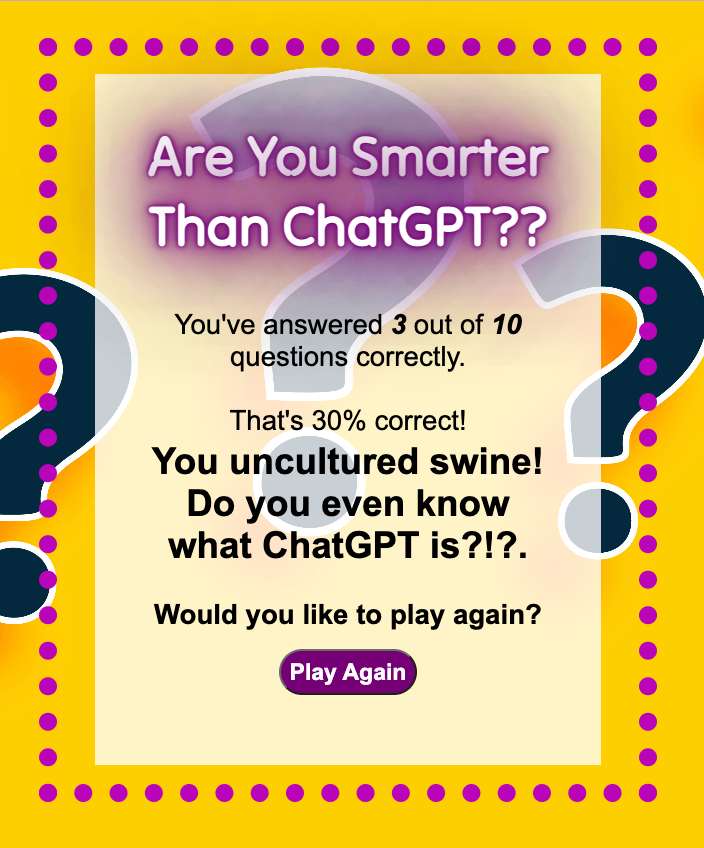 Are You Smarter
Than ChatGPT??
You've answered 3 out of 10
questions correctly.
That's 30% correct!
You uncultured swine!
Do you even know
what ChatGPT is?!?.
Would you like to play again?
Play Again